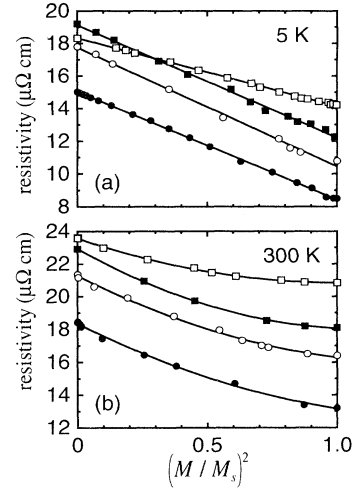 20
18
16
14
12
10
8
resistivity (μΩ cm)
5 K
(a)
24
22
20
18
16
14
12
resistivity (μΩ cm)
300 K
(b)
0 0.5 1.0
(M / Mₛ)²